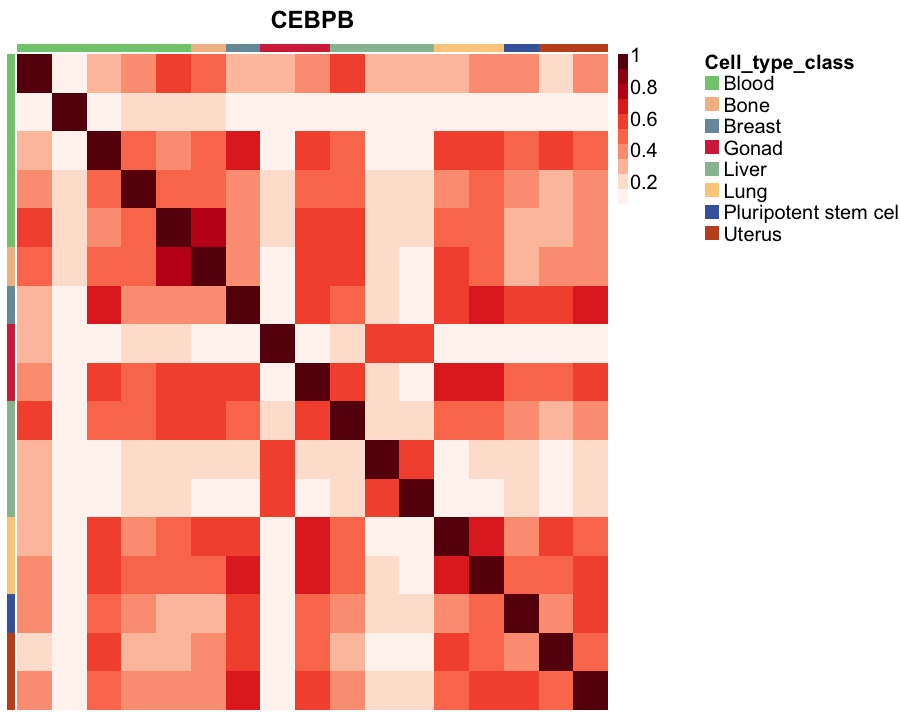 CEBPB
1
0.8
0.6
0.4
0.2
Cell_type_class
Blood
Bone
Breast
Gonad
Liver
Lung
Pluripotent stem cel
Uterus